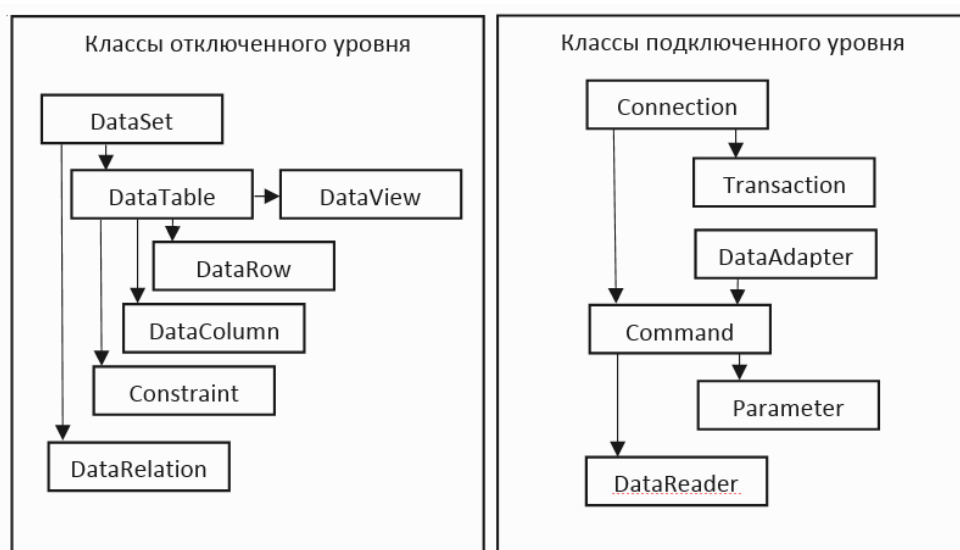 Классы отключенного уровня
DataSet
DataTable
DataView
DataRow
DataColumn
Constraint
DataRelation
Классы подключенного уровня
Connection
Transaction
DataAdapter
Command
Parameter
DataReader